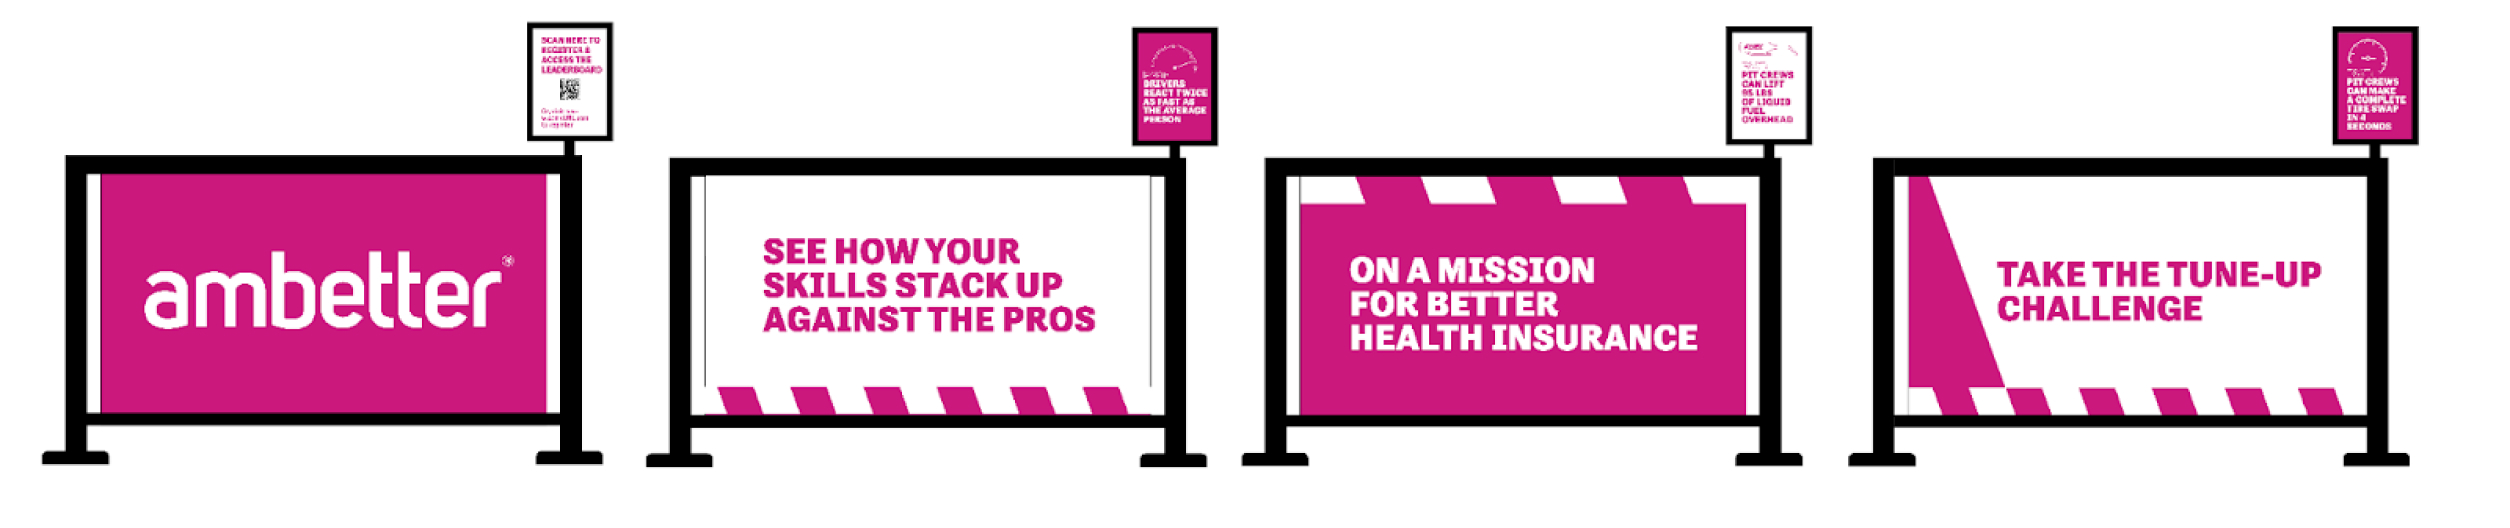 SCAN HERE TO
REGISTER &
ACCESS THE
LEADERBOARD
ambetter®
DRIVERS
REACT TWICE
AS FAST AS
THE AVERAGE
PERSON
SEE HOW YOUR
SKILLS STACK UP
AGAINST THE PROS
PIT CREWS
CAN LIFT
95 LBS
OF LIQUID
FUEL
OVERHEAD
ON A MISSION
FOR BETTER
HEALTH INSURANCE
PIT CREWS
CAN MAKE
A COMPLETE
TIRE SWAP
IN 4
SECONDS
TAKE THE TUNE-UP
CHALLENGE